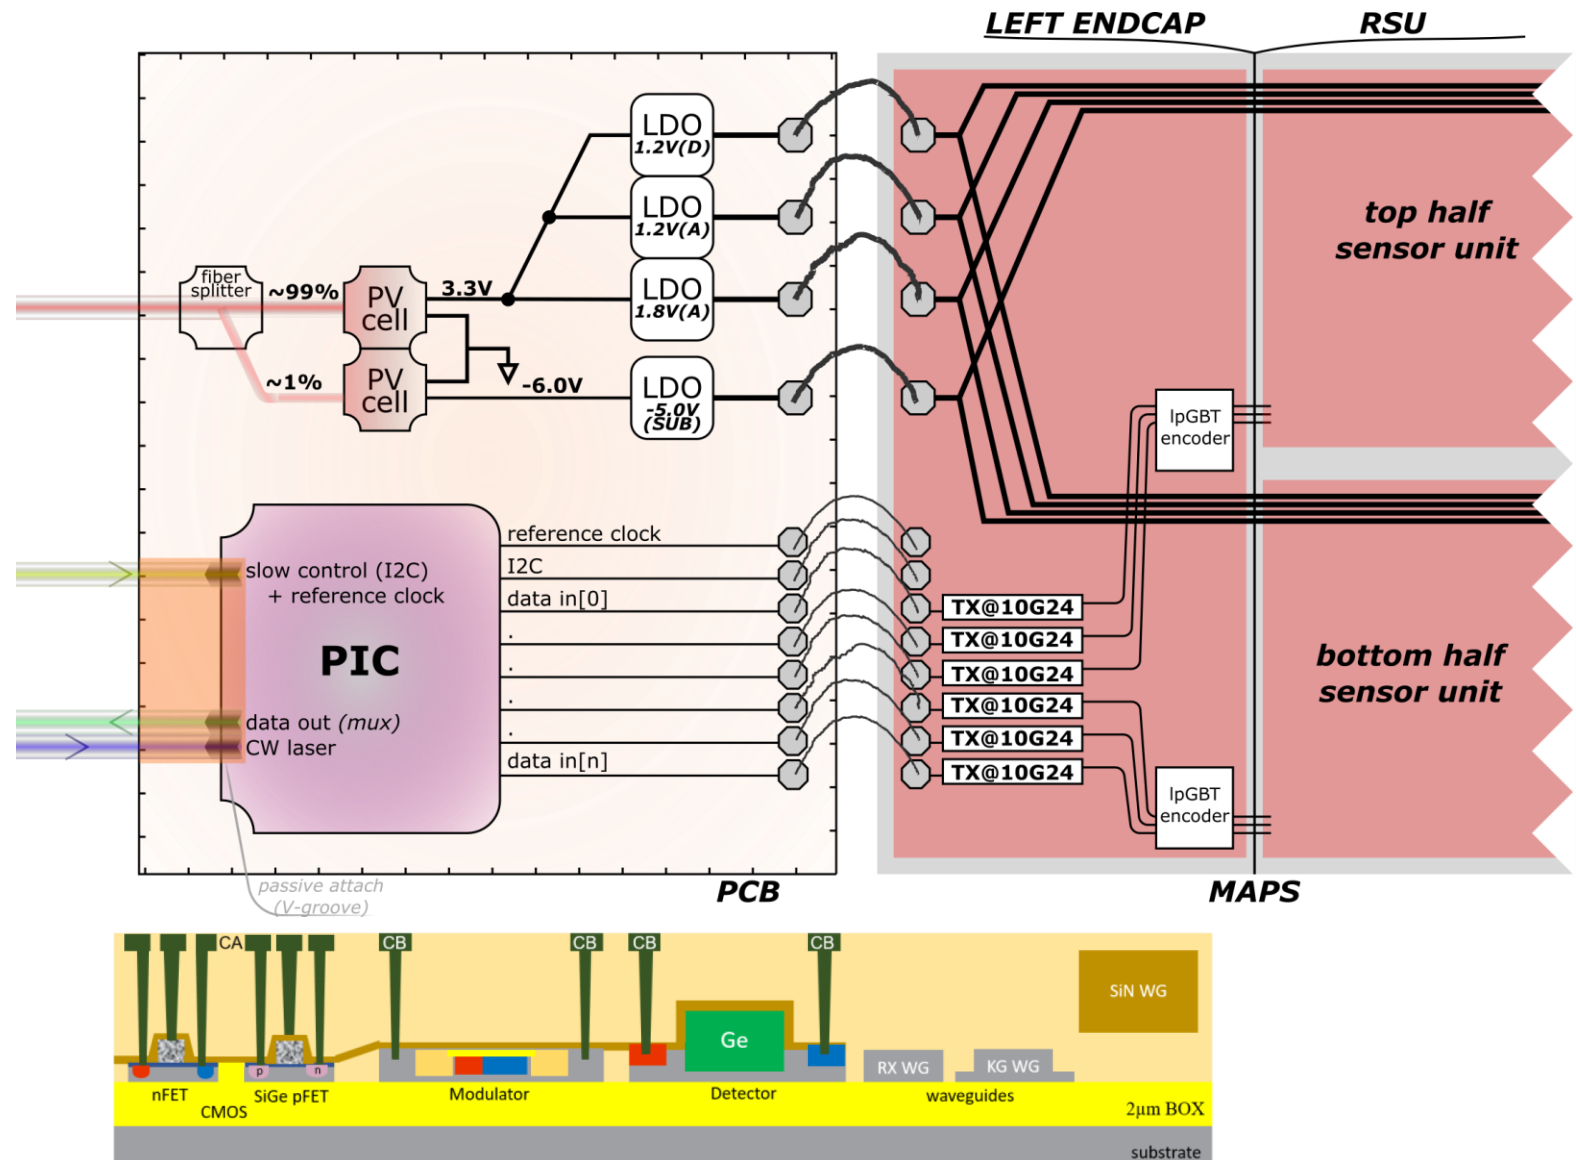 LEFT ENDCAP
RSU
LDO
1.2V(D)
LDO
1.2V(A)
LDO
1.8V(A)
LDO
-5.0V
(SUB)
fiber
splitter
~99%
~1%
PV
cell
PV
cell
3.3V
-6.0V
top half
sensor unit
lpGBT
encoder
reference clock
I2C
data in[0]
.
.
.
.
data in[n]
slow control (I2C)
+ reference clock
PIC
data out (mux)
CW laser
TX@10G24
TX@10G24
TX@10G24
TX@10G24
TX@10G24
TX@10G24
bottom half
sensor unit
lpGBT
encoder
passive attach
(V-groove)
PCB
MAPS
CA
CB
CB
CB
CB
SiN WG
Ge
p
n
RX WG
KG WG
nFET
SiGe pFET
CMOS
Modulator
Detector
waveguides
2μm BOX
substrate